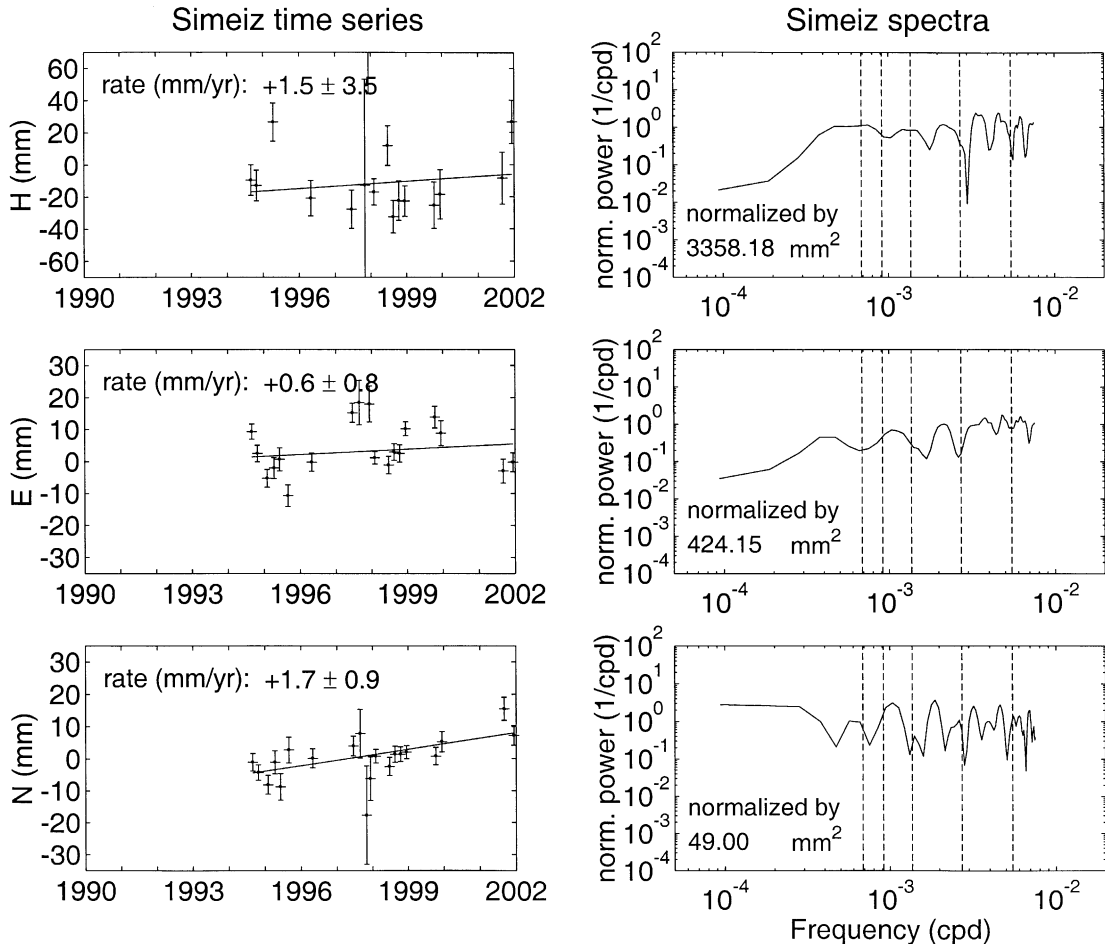 Simeiz time series
H (mm)
60
40
20
0
-20
-40
-60
rate (mm/yr): +1.5 ± 3.5
1990 1993 1996 1999 2002
E (mm)
30
20
10
0
-10
-20
-30
rate (mm/yr): +0.6 ± 0.8
1990 1993 1996 1999 2002
N (mm)
30
20
10
0
-10
-20
-30
rate (mm/yr): +1.7 ± 0.9
1990 1993 1996 1999 2002
Simeiz spectra
norm. power (1/cpd)
10^2
10^1
10^0
10^-1
10^-2
10^-3
10^-4
normalized by
3358.18 mm^2
10^-4 10^-3 10^-2
norm. power (1/cpd)
10^2
10^1
10^0
10^-1
10^-2
10^-3
10^-4
normalized by
424.15 mm^2
10^-4 10^-3 10^-2
norm. power (1/cpd)
10^2
10^1
10^0
10^-1
10^-2
10^-3
10^-4
normalized by
49.00 mm^2
10^-4 10^-3 10^-2
Frequency (cpd)